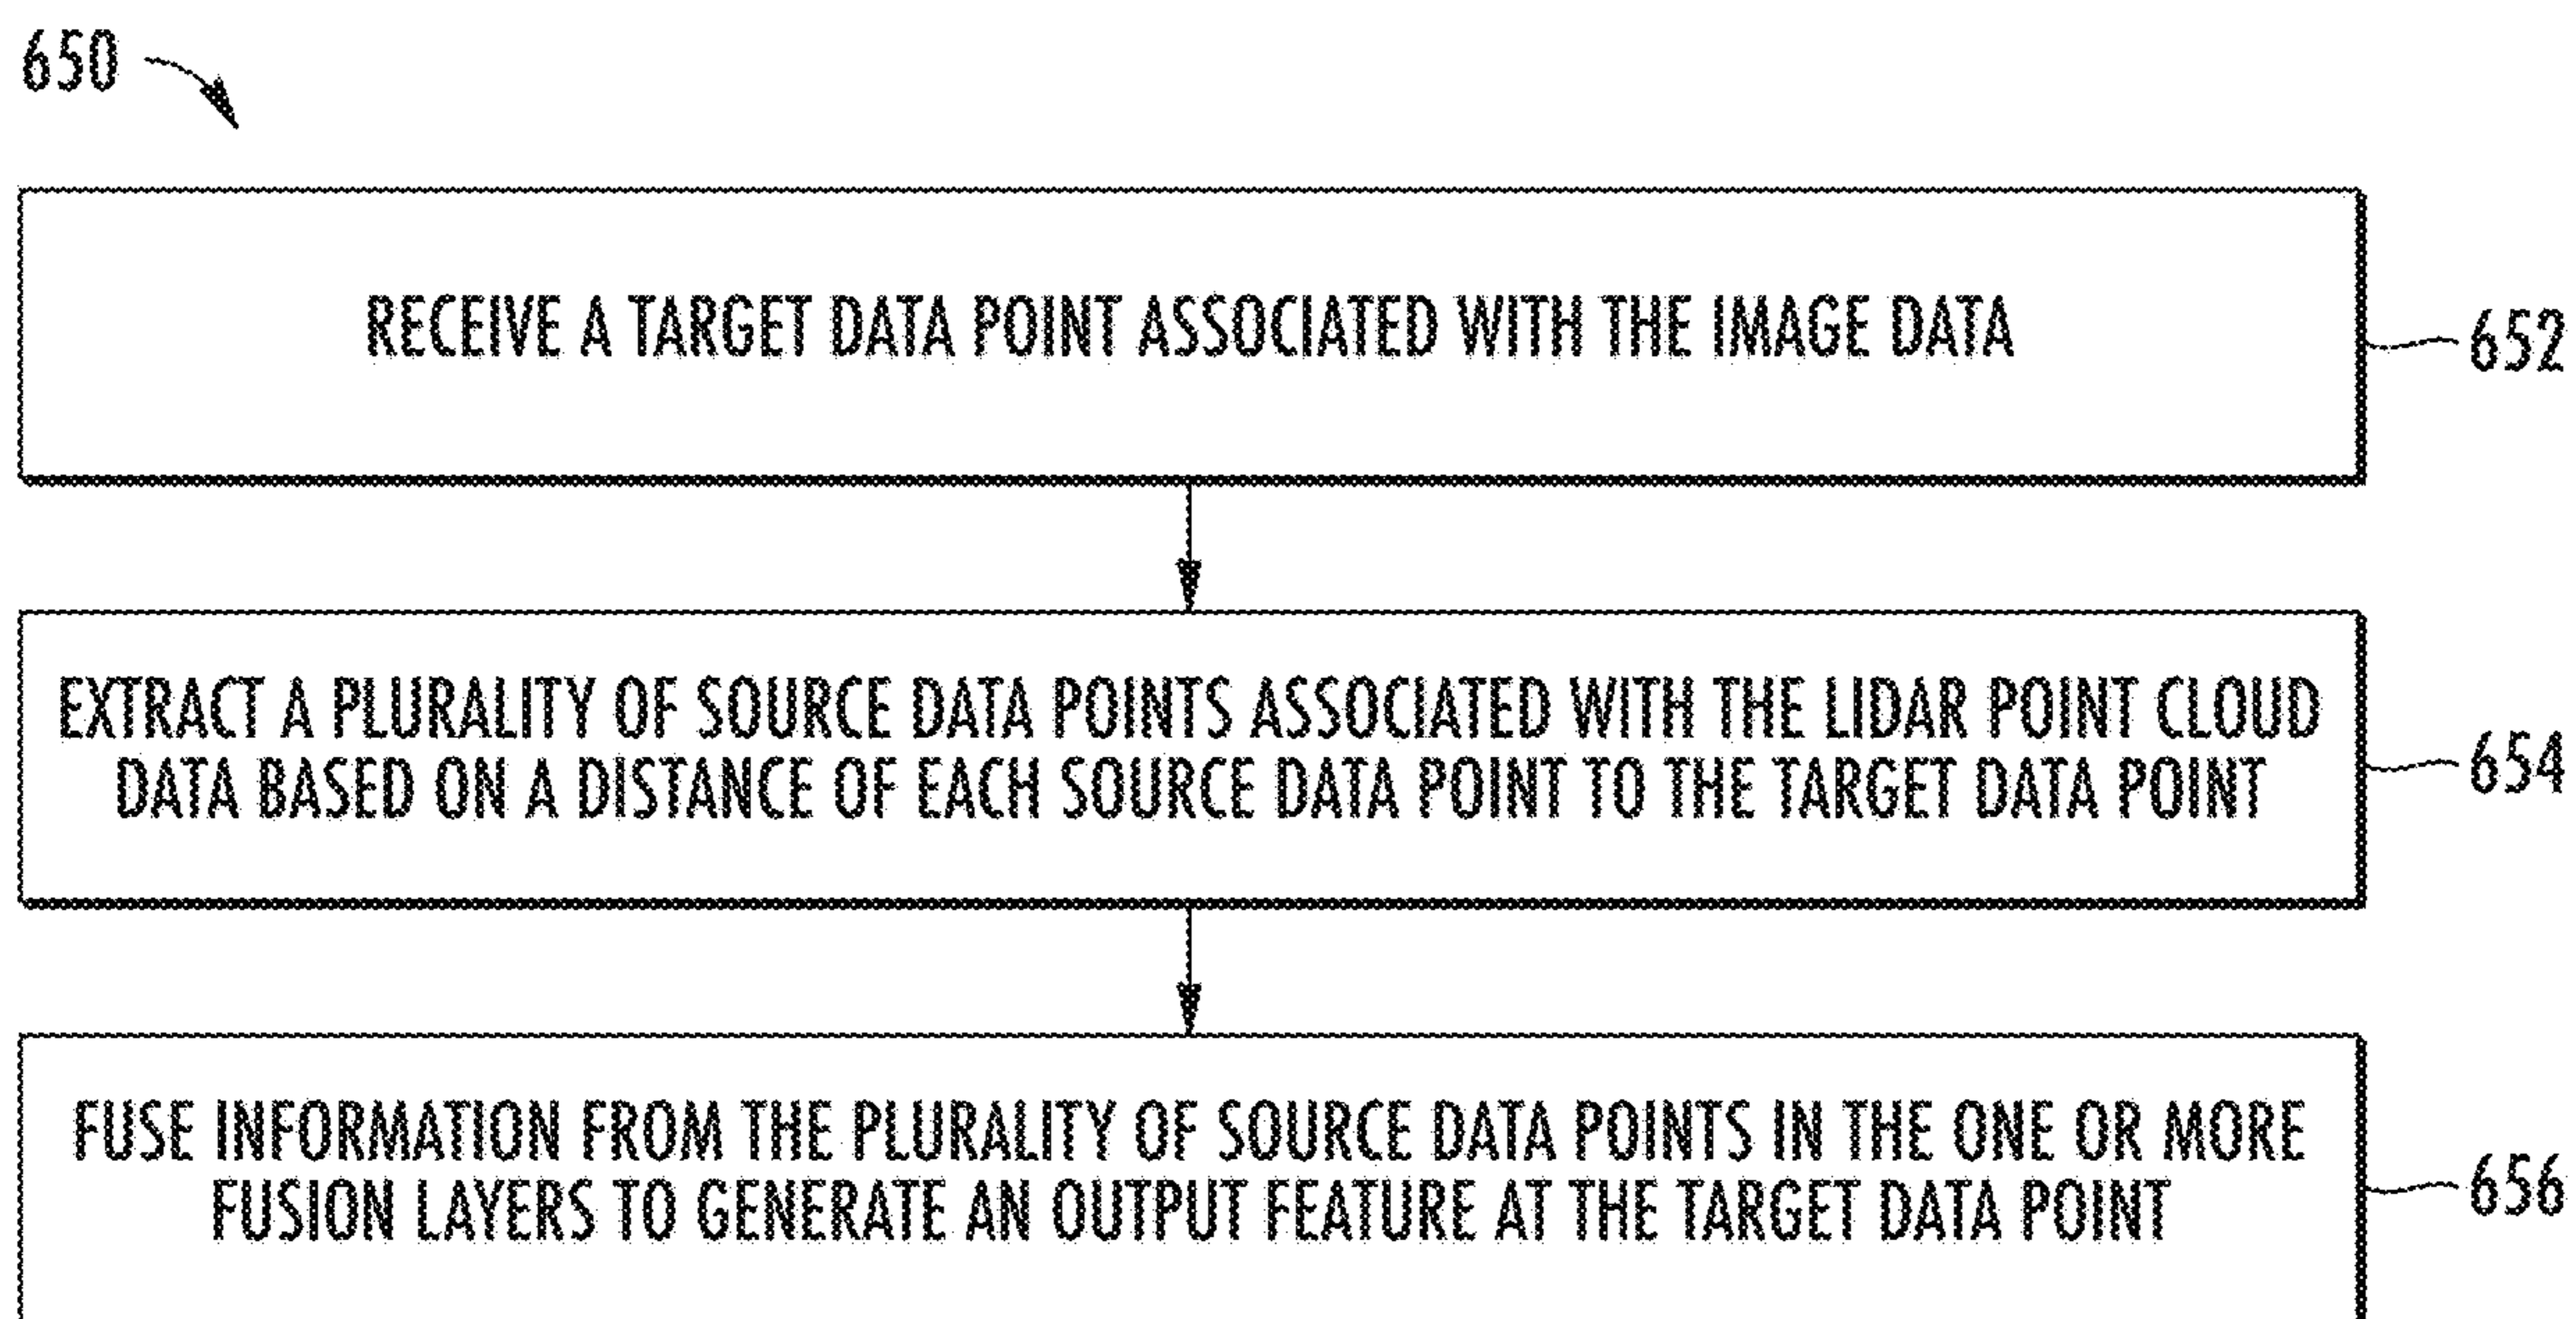 650
RECEIVE A TARGET DATA POINT ASSOCIATED WITH THE IMAGE DATA
652
EXTRACT A PLURALITY OF SOURCE DATA POINTS ASSOCIATED WITH THE LIDAR POINT CLOUD
DATA BASED ON A DISTANCE OF EACH SOURCE DATA POINT TO THE TARGET DATA POINT
654
FUSE INFORMATION FROM THE PLURALITY OF SOURCE DATA POINTS IN THE ONE OR MORE
FUSION LAYERS TO GENERATE AN OUTPUT FEATURE AT THE TARGET DATA POINT
656